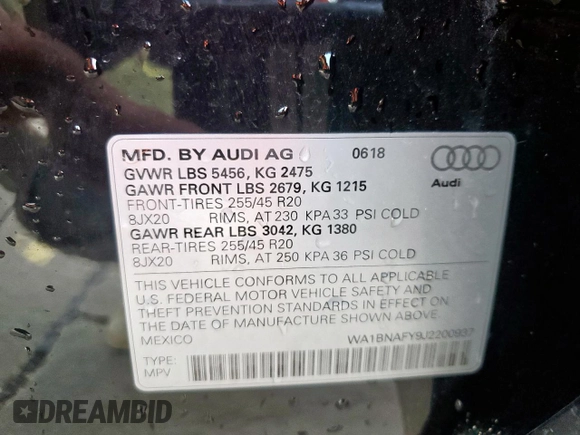 MFD. BY AUDI AG 0618
GVWR LBS 5456, KG 2475
GAWR FRONT LBS 2679, KG 1215
FRONT-TIRES 255/45 R20
8JX20 RIMS, AT 230 KPA 33 PSI COLD
GAWR REAR LBS 3042, KG 1380
REAR-TIRES 255/45 R20
8JX20 RIMS, AT 250 KPA 36 PSI COLD
Audi
THIS VEHICLE CONFORMS TO ALL APPLICABLE
U.S. FEDERAL MOTOR VEHICLE SAFETY AND
THEFT PREVENTION STANDARDS IN EFFECT ON
THE DATE OF MANUFACTURE SHOWN ABOVE.
MEXICO WA1BNAFY9J2200937
TYPE:
MPV
DREAMBID